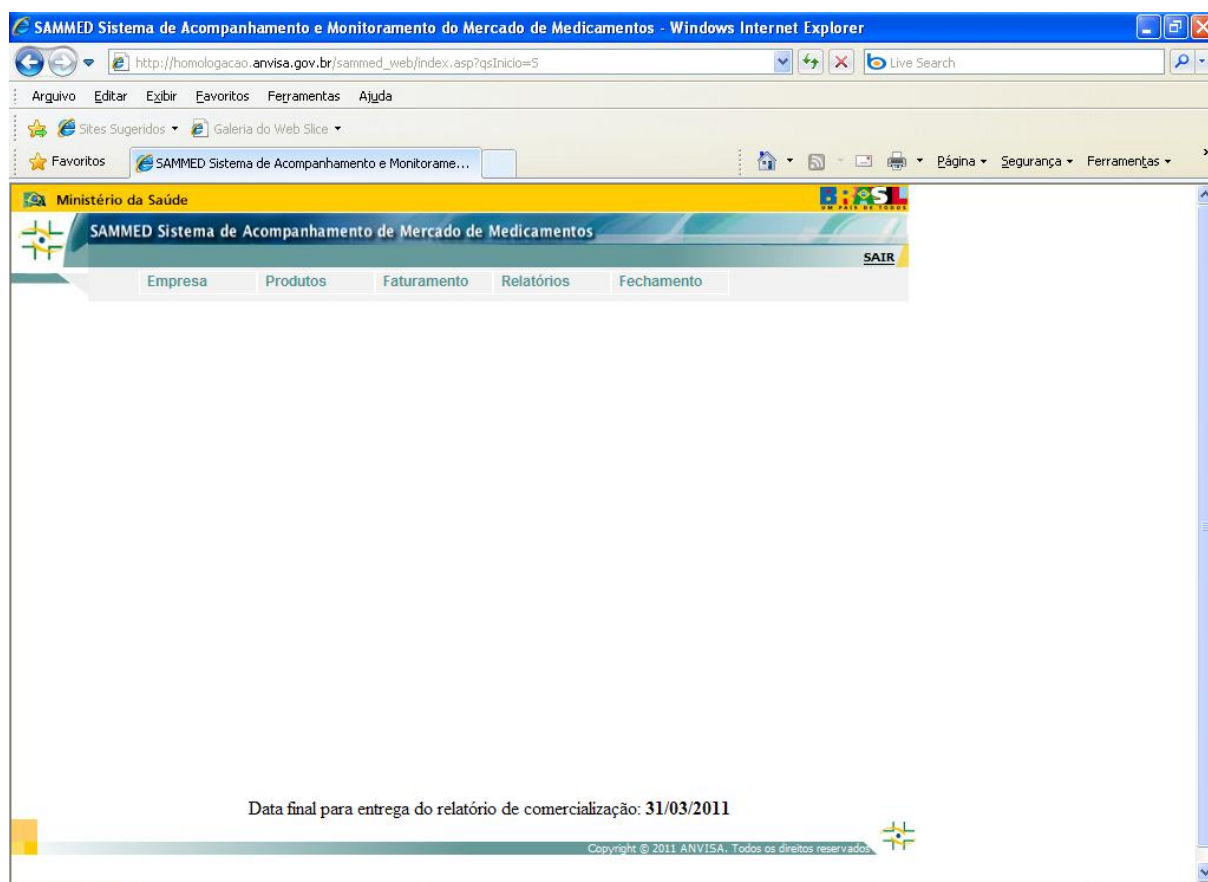 SAMMED Sistema de Acompanhamento e Monitoramento do Mercado de Medicamentos - Windows Internet Explorer
http://homologacao.anvisa.gov.br/sammed_web/index.asp?qsInicio=S
Live Search
Arquivo Editar Exibir Favoritos Ferramentas Ajuda
Sites Sugeridos Galeria do Web Slice
Favoritos SAMMED Sistema de Acompanhamento e Monitorame... Página Segurança Ferramentas
Ministério da Saúde
BRASIL
UM PAÍS DE TODOS
SAMMED Sistema de Acompanhamento de Mercado de Medicamentos
SAIR
Empresa Produtos Faturamento Relatórios Fechamento
Data final para entrega do relatório de comercialização: 31/03/2011
Copyright © 2011 ANVISA. Todos os direitos reservados